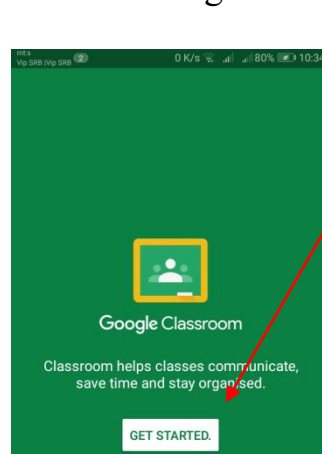 mt:s
Vip SRB |Vip SRB 2 0 K/s 80% 10:34
Google Classroom
Classroom helps classes communicate,
save time and stay organised.
GET STARTED.